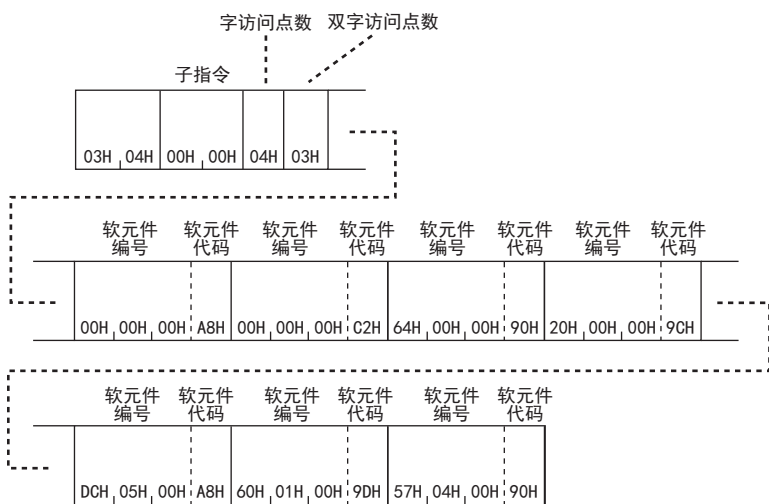 字访问点数 双字访问点数
子指令
03H 04H 00H 00H 04H 03H
软元件 软元件 软元件 软元件 软元件 软元件 软元件 软元件
编号 代码 编号 代码 编号 代码 编号 代码
00H 00H 00H A8H 00H 00H 00H C2H 64H 00H 00H 90H 20H 00H 00H 9CH
软元件 软元件 软元件 软元件 软元件 软元件
编号 代码 编号 代码 编号 代码
DCH 05H 00H A8H 60H 01H 00H 9DH 57H 04H 00H 90H